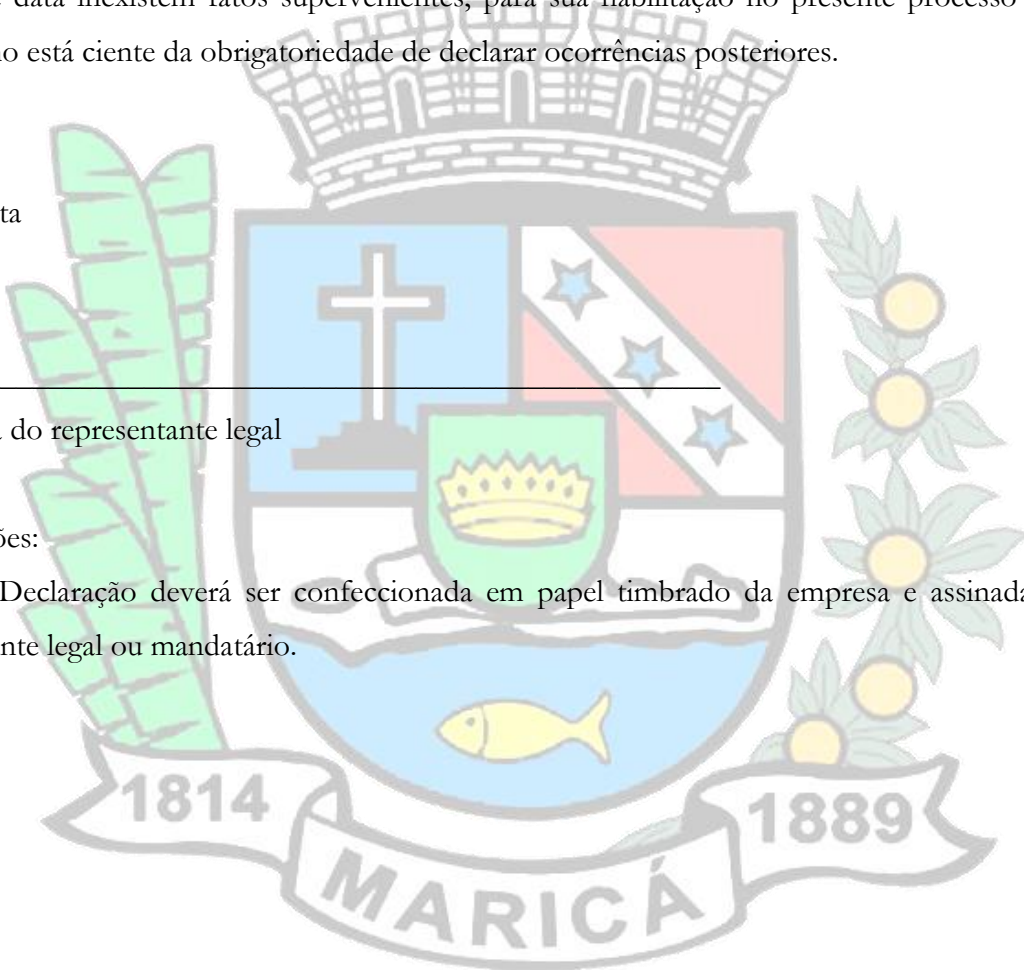 data inexistem fatos supervenientes, para sua habilitação no presente processo
no está ciente da obrigatoriedade de declarar ocorrências posteriores.
ta
do representante legal
ões:
Declaração deverá ser confeccionada em papel timbrado da empresa e assinada
nte legal ou mandatário.
1814
1889
MARICÁ